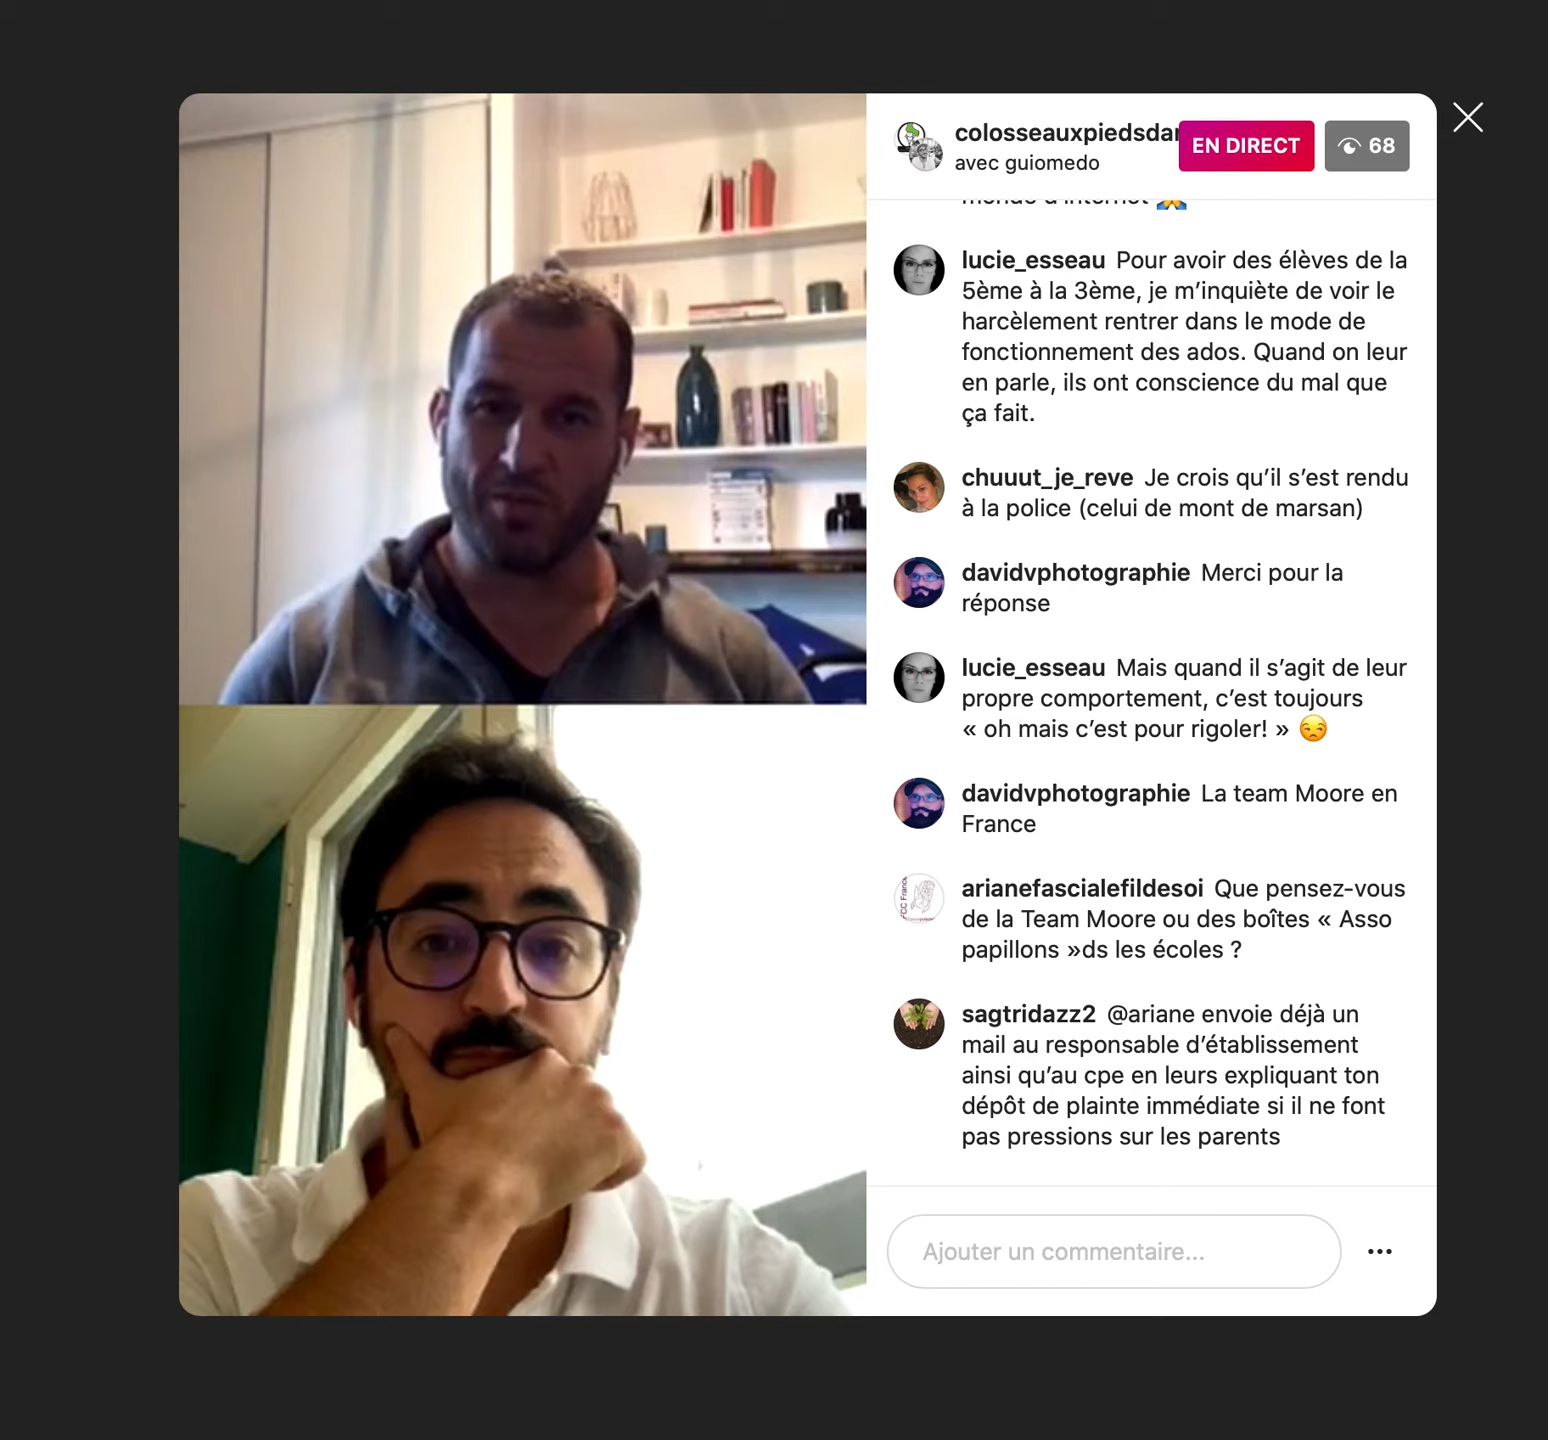 colosseauxpiedsdar
EN DIRECT
68
avec guiomedo
monde d'internet 🙏
lucie_esseau Pour avoir des élèves de la
5ème à la 3ème, je m’inquiète de voir le
harcèlement rentrer dans le mode de
fonctionnement des ados. Quand on leur
en parle, ils ont conscience du mal que
ça fait.
chuuut_je_reve Je crois qu’il s’est rendu
à la police (celui de mont de marsan)
davidvphotographie Merci pour la
réponse
lucie_esseau Mais quand il s’agit de leur
propre comportement, c’est toujours
« oh mais c’est pour rigoler! » 😒
davidvphotographie La team Moore en
France
arianefascialefildesoi Que pensez-vous
de la Team Moore ou des boîtes « Asso
papillons »ds les écoles ?
sagtridazz2 @ariane envoie déjà un
mail au responsable d’établissement
ainsi qu’au cpe en leurs expliquant ton
dépôt de plainte immédiate si il ne font
pas pressions sur les parents
Ajouter un commentaire...